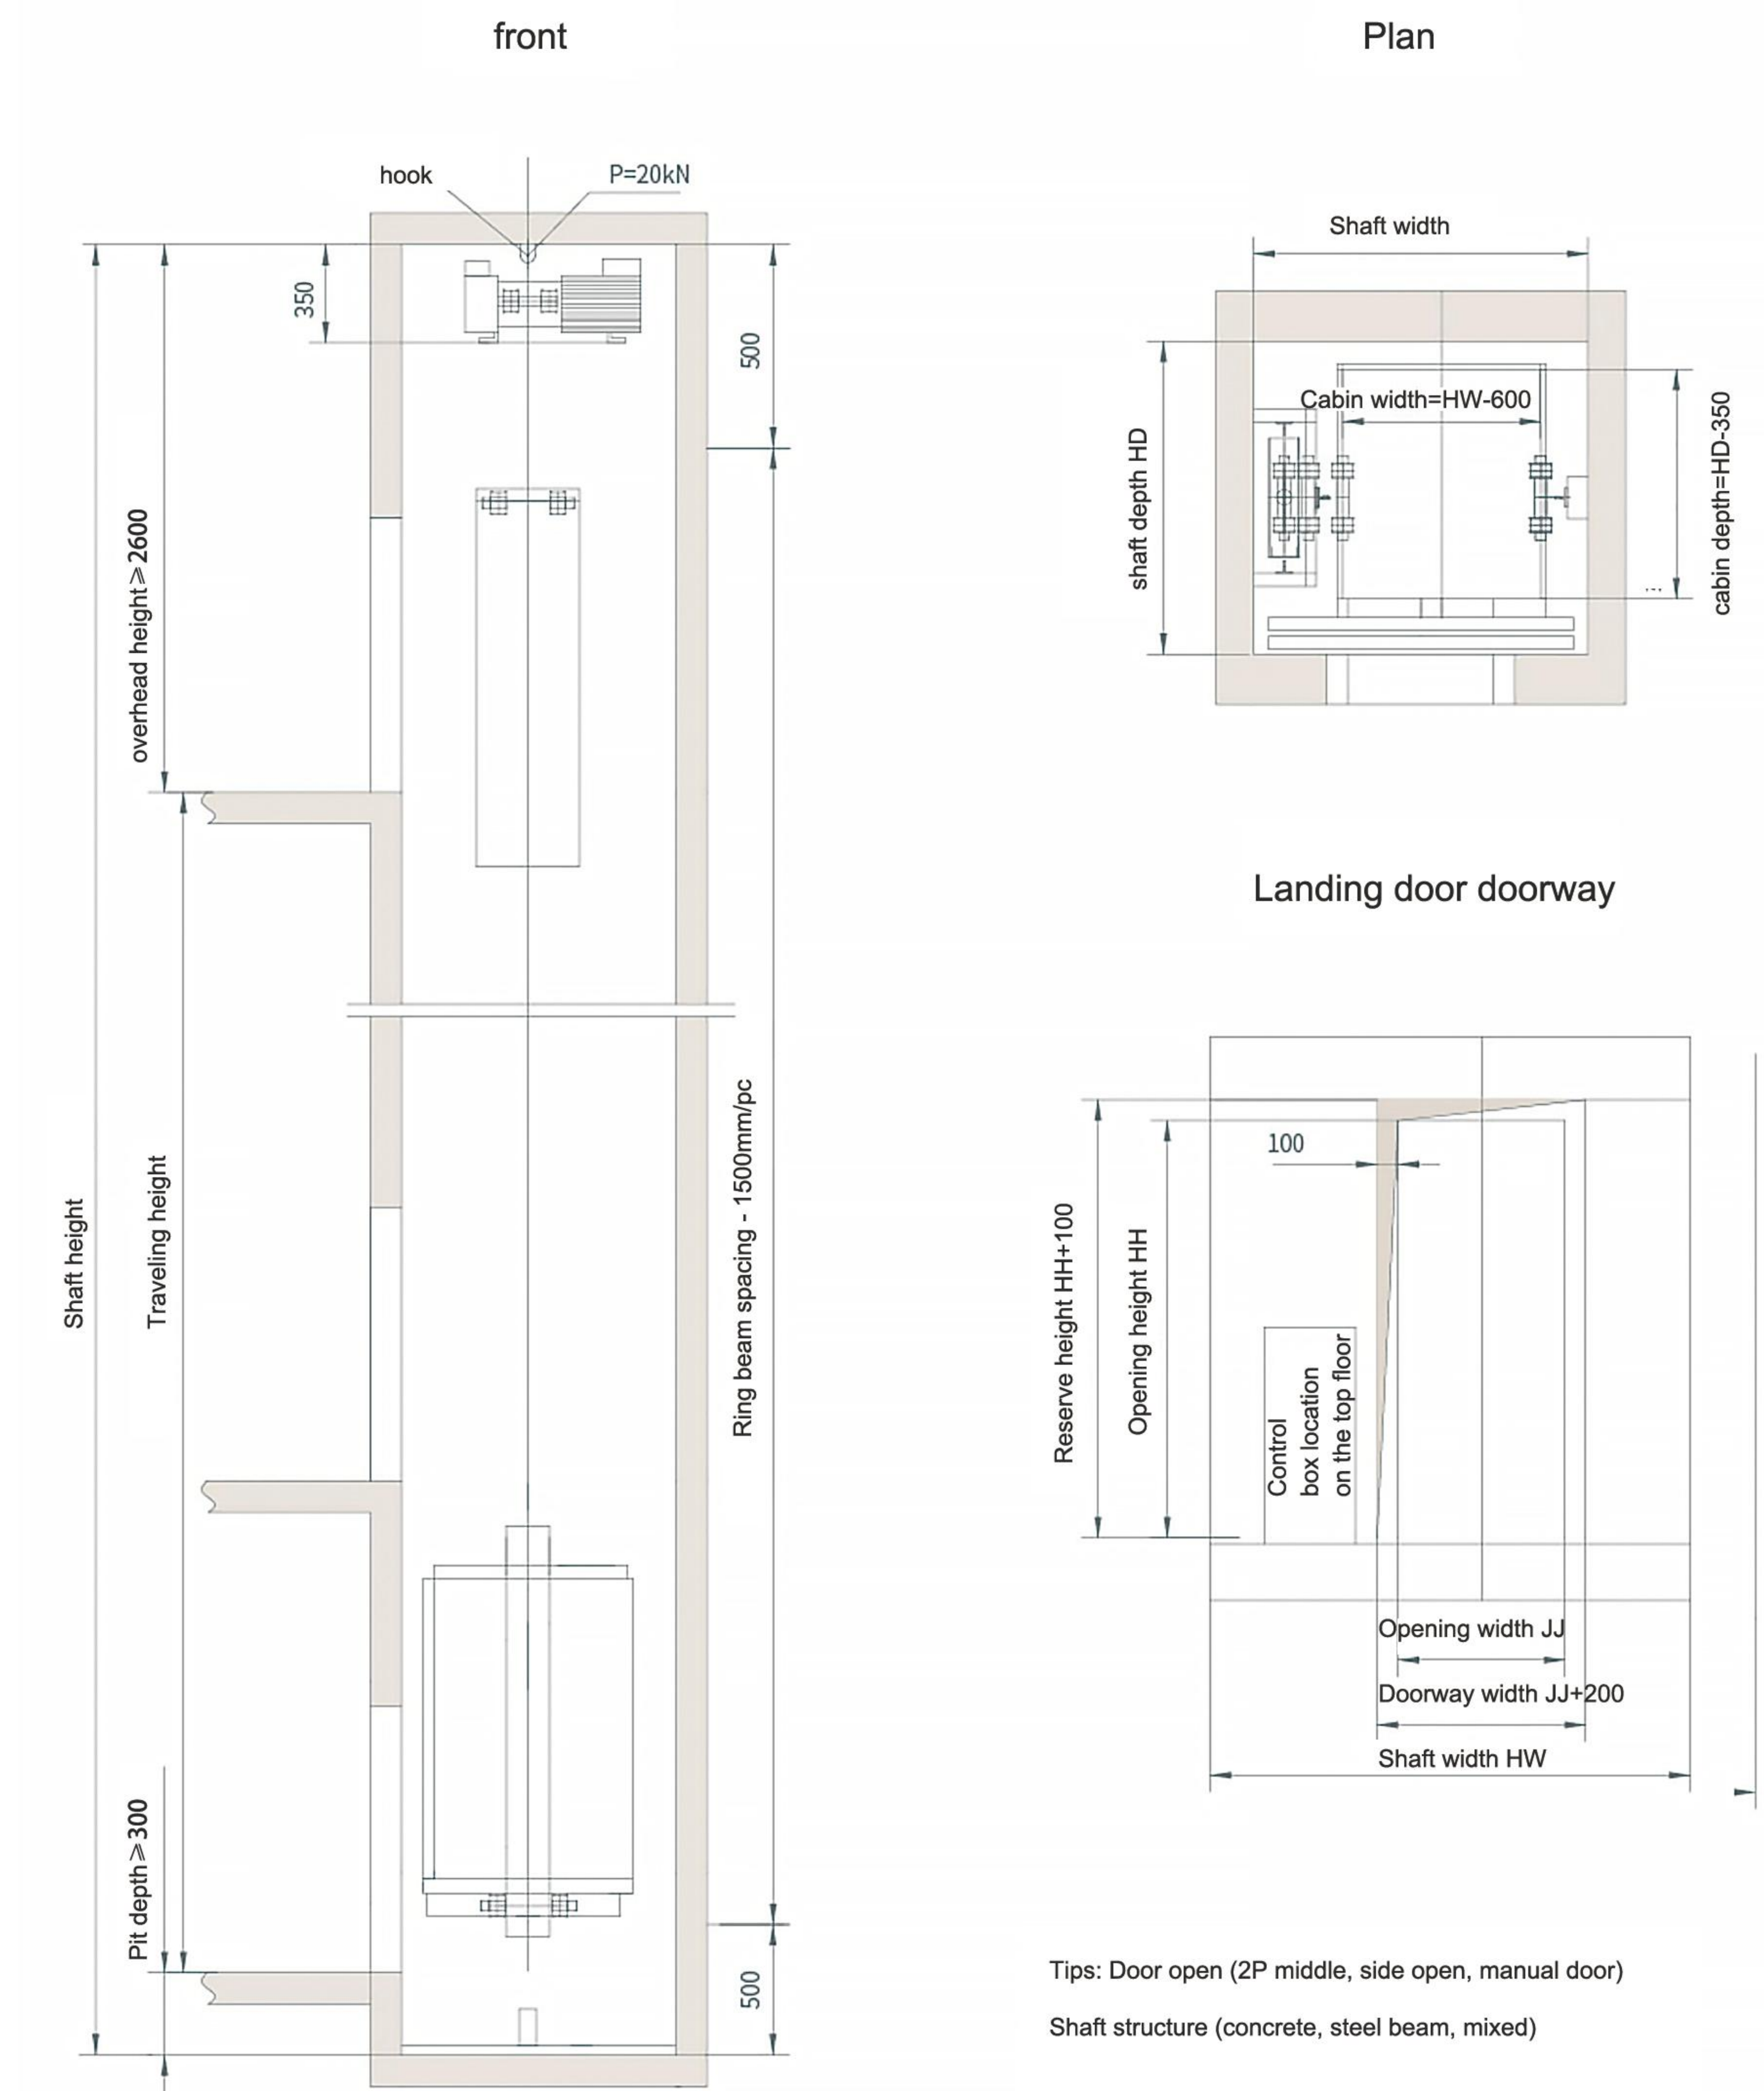 front
Plan
hook
P=20kN
350
500
overhead height⩾2600
Shaft height
Traveling height
Ring beam spacing - 1500mm/pc
Pit depth⩾300
500
Shaft width
Cabin width=HW-600
shaft depth HD
cabin depth=HD-350
Landing door doorway
100
Reserve height HH+100
Opening height HH
Control
box location
on the top floor
Opening width JJ
Doorway width JJ+200
Shaft width HW
Tips: Door open (2P middle, side open, manual door)
Shaft structure (concrete, steel beam, mixed)